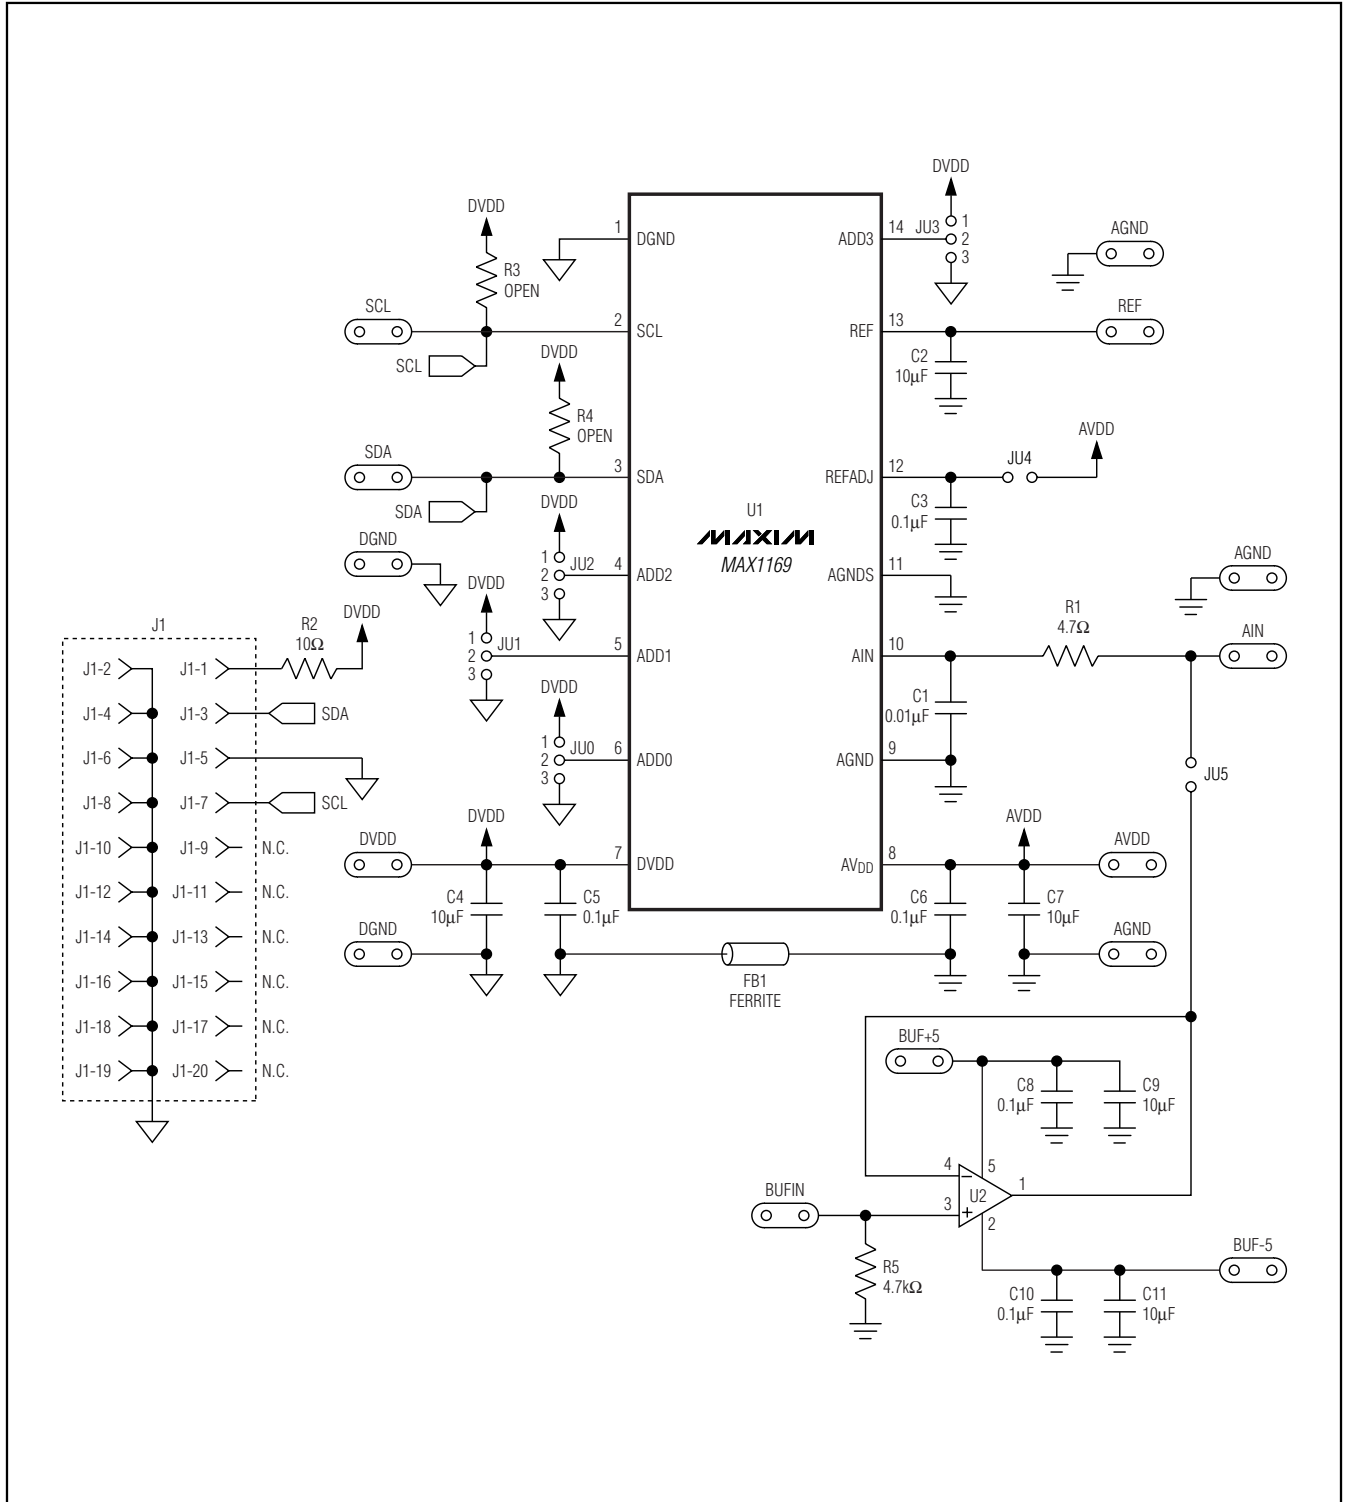 DVDD
DVDD
1
DGND
ADD3
14
JU3
1
2
3
AGND
R3
OPEN
SCL
2
SCL
REF
13
REF
SCL
DVDD
C2
10µF
R4
OPEN
AVDD
SDA
3
SDA
REFADJ
12
JU4
SDA
DVDD
U1
MAXIM
MAX1169
C3
0.1µF
DGND
1
2
3
JU2
4
ADD2
AGNDS
11
AGND
DVDD
J1
R2
10Ω
DVDD
R1
4.7Ω
1
2
3
JU1
5
ADD1
AIN
10
AIN
J1-2
J1-1
DVDD
C1
0.01µF
J1-4
J1-3
SDA
1
2
3
JU0
6
ADD0
AGND
9
J1-6
J1-5
JU5
J1-8
J1-7
SCL
DVDD
DVDD
AVDD
AVDD
J1-10
J1-9
N.C.
7
DVDD
AVDD
8
J1-12
J1-11
N.C.
C4
10µF
C5
0.1µF
C6
0.1µF
C7
10µF
J1-14
J1-13
N.C.
DGND
AGND
J1-16
J1-15
N.C.
FB1
FERRITE
J1-18
J1-17
N.C.
BUF+5
J1-19
J1-20
N.C.
C8
0.1µF
C9
10µF
4
5
−
U2
1
BUFIN
3
+
2
R5
4.7kΩ
BUF-5
C10
0.1µF
C11
10µF